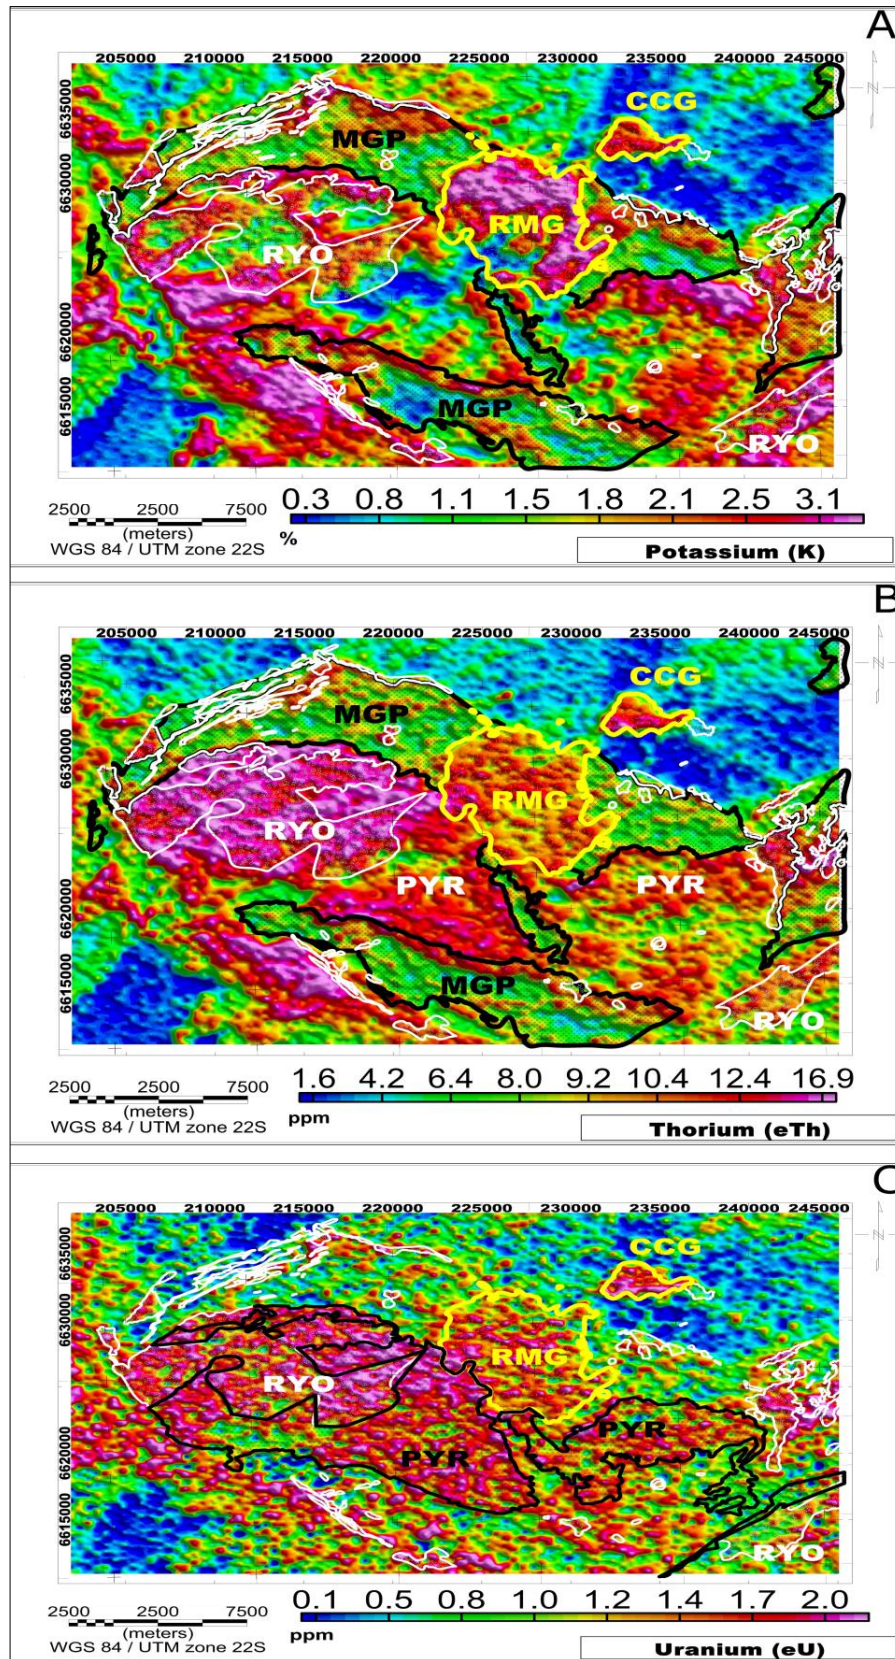 A
205000 210000 215000 220000 225000 230000 235000 240000 245000
N
6635000
CCG
MGP
6630000
RMG
RYO
6620000
6615000
MGP
RYO
2500 2500 7500
0.3 0.8 1.1 1.5 1.8 2.1 2.5 3.1
(meters)
%
WGS 84 / UTM zone 22S
Potassium (K)
B
205000 210000 215000 220000 225000 230000 235000 240000 245000
N
6635000
CCG
MGP
6630000
RMG
RYO
PYR PYR
6620000
6615000
MGP
RYO
2500 2500 7500
1.6 4.2 6.4 8.0 9.2 10.4 12.4 16.9
(meters)
ppm
WGS 84 / UTM zone 22S
Thorium (eTh)
C
205000 210000 215000 220000 225000 230000 235000 240000 245000
N
6635000
CCG
6630000
RMG
RYO
PYR
PYR
6620000
6615000
RYO
2500 2500 7500
0.1 0.5 0.8 1.0 1.2 1.4 1.7 2.0
(meters)
ppm
WGS 84 / UTM zone 22S
Uranium (eU)